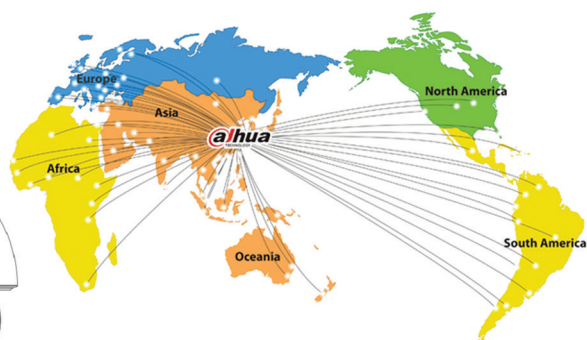 Europe
North America
Asia
alhua
TECHNOLOGY
Africa
South America
Oceania